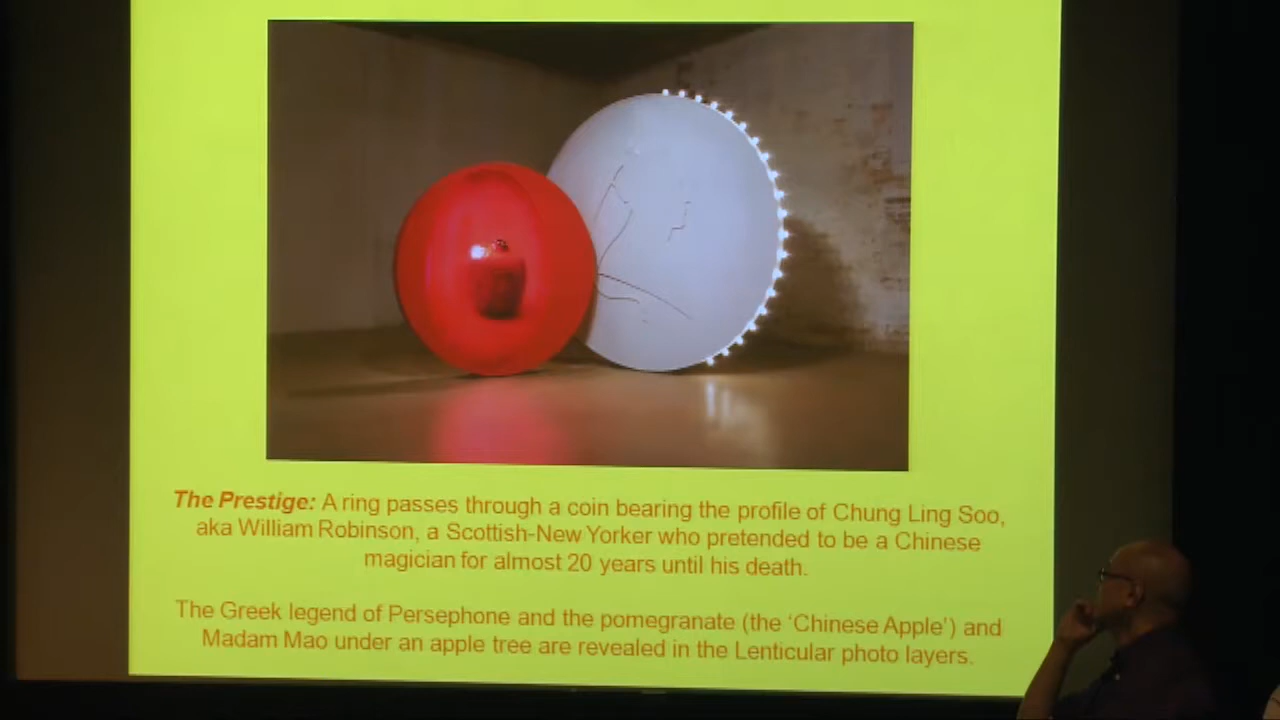 The Prestige: A ring passes through a coin bearing the profile of Chung Ling Soo,
aka William Robinson, a Scottish-New Yorker who pretended to be a Chinese
magician for almost 20 years until his death.
The Greek legend of Persephone and the pomegranate (the ‘Chinese Apple’) and
Madam Mao under an apple tree are revealed in the Lenticular photo layers.